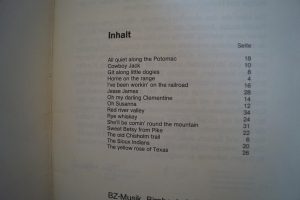 Inhalt
Seite
All quiet along the Potomac 18
Cowboy Jack 10
Git along little dogies 8
Home on the range 4
I've been workin' on the railroad 16
Jesse James 28
Oh my darling Clementine 14
Oh Susanna 12
Red river valley 34
Rye whiskey 24
She'll be comin' round the mountain 31
Sweet Betsy from Pike 22
The old Chisholm trail 6
The Sioux Indians 20
The yellow rose of Texas 26
BZ-Musik,